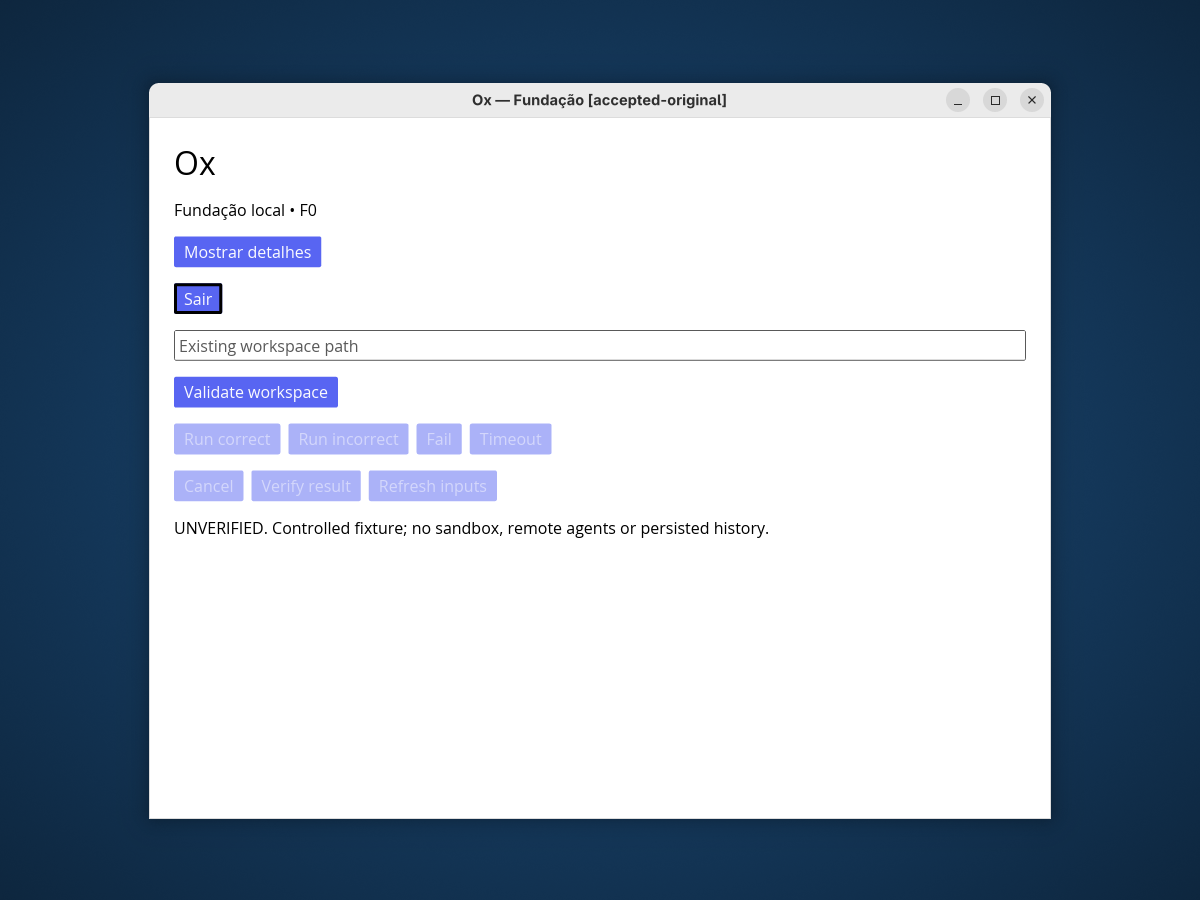 Ox — Fundação [accepted-original]
Ox
Fundação local • F0
Mostrar detalhes
Sair
Existing workspace path
Validate workspace
Run correct Run incorrect Fail Timeout
Cancel Verify result Refresh inputs
UNVERIFIED. Controlled fixture; no sandbox, remote agents or persisted history.